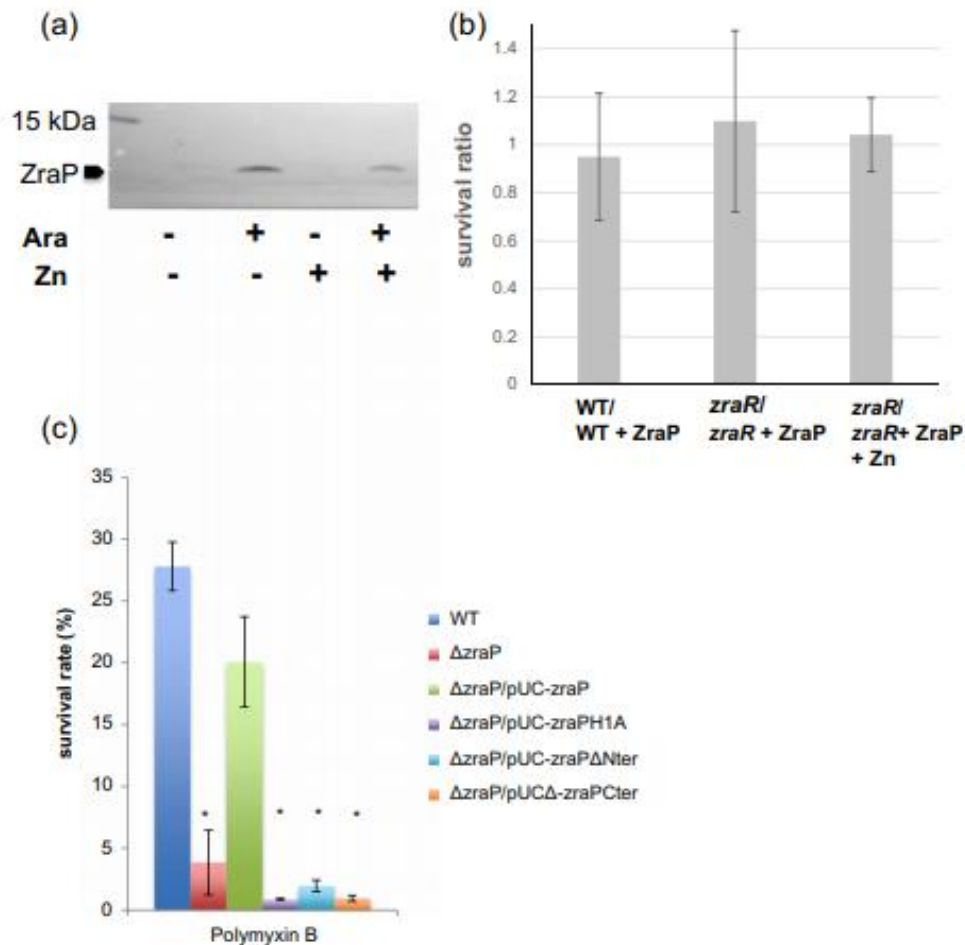 (a)
15 kDa
ZraP
Ara - + - +
Zn - - + +
(b)
survival ratio
1.4
1.2
1
0.8
0.6
0.4
0.2
0
WT/
WT + ZraP
zraR/
zraR + ZraP
zraR/
zraR+ ZraP
+ Zn
(c)
survival rate (%)
35
30
25
20
15
10
5
0
* * * *
Polymyxin B
WT
ΔzraP
ΔzraP/pUC-zraP
ΔzraP/pUC-zraPH1A
ΔzraP/pUC-zraPΔNter
ΔzraP/pUCΔ-zraPCter